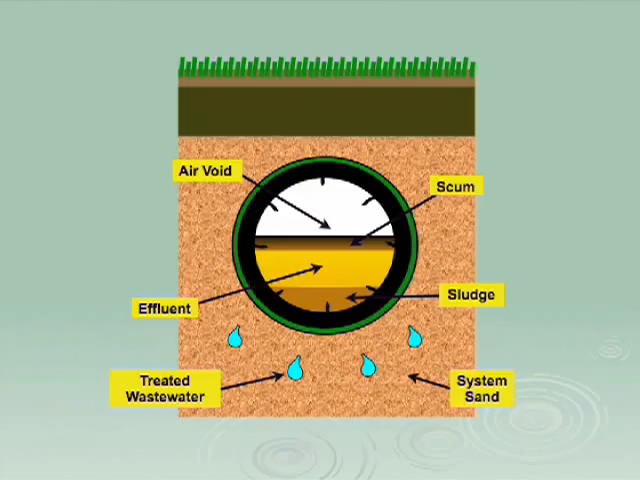 Air Void
Scum
Effluent
Sludge
Treated
Wastewater
System
Sand